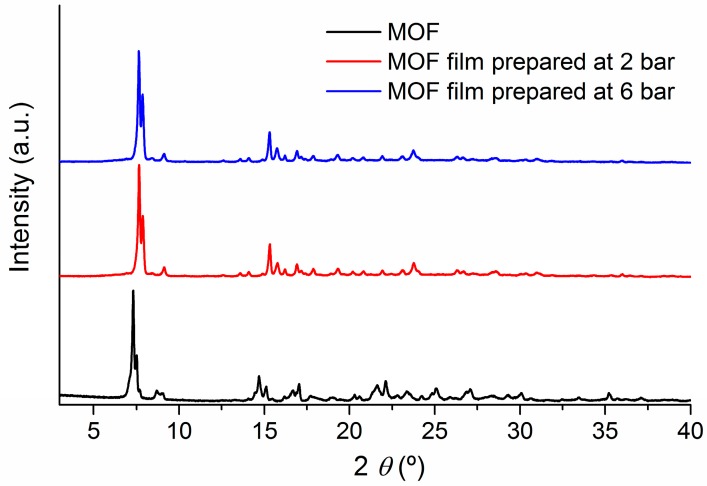 MOF
MOF film prepared at 2 bar
MOF film prepared at 6 bar
Intensity (a.u.)
5 10 15 20 25 30 35 40
2 θ (º)